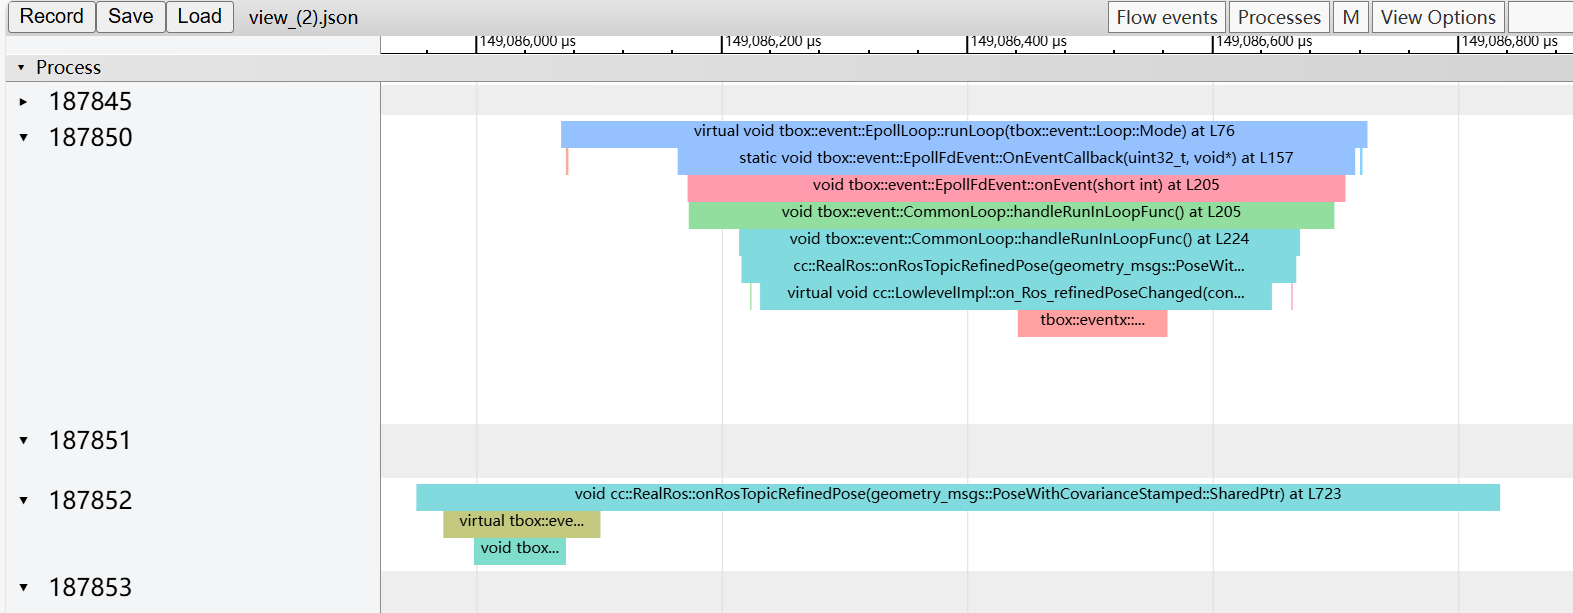 Record Save Load view_(2).json Flow events Processes M View Options
149,086,000 µs 149,086,200 µs 149,086,400 µs 149,086,600 µs 149,086,800 µs
Process
187845
187850
virtual void tbox::event::EpollLoop::runLoop(tbox::event::Loop::Mode) at L76
static void tbox::event::EpollFdEvent::OnEventCallback(uint32_t, void*) at L157
void tbox::event::EpollFdEvent::onEvent(short int) at L205
void tbox::event::CommonLoop::handleRunInLoopFunc() at L205
void tbox::event::CommonLoop::handleRunInLoopFunc() at L224
cc::RealRos::onRosTopicRefinedPose(geometry_msgs::PoseWit...
virtual void cc::LowlevelImpl::on_Ros_refinedPoseChanged(con...
tbox::eventx::...
187851
187852
void cc::RealRos::onRosTopicRefinedPose(geometry_msgs::PoseWithCovarianceStamped::SharedPtr) at L723
virtual tbox::eve...
void tbox...
187853